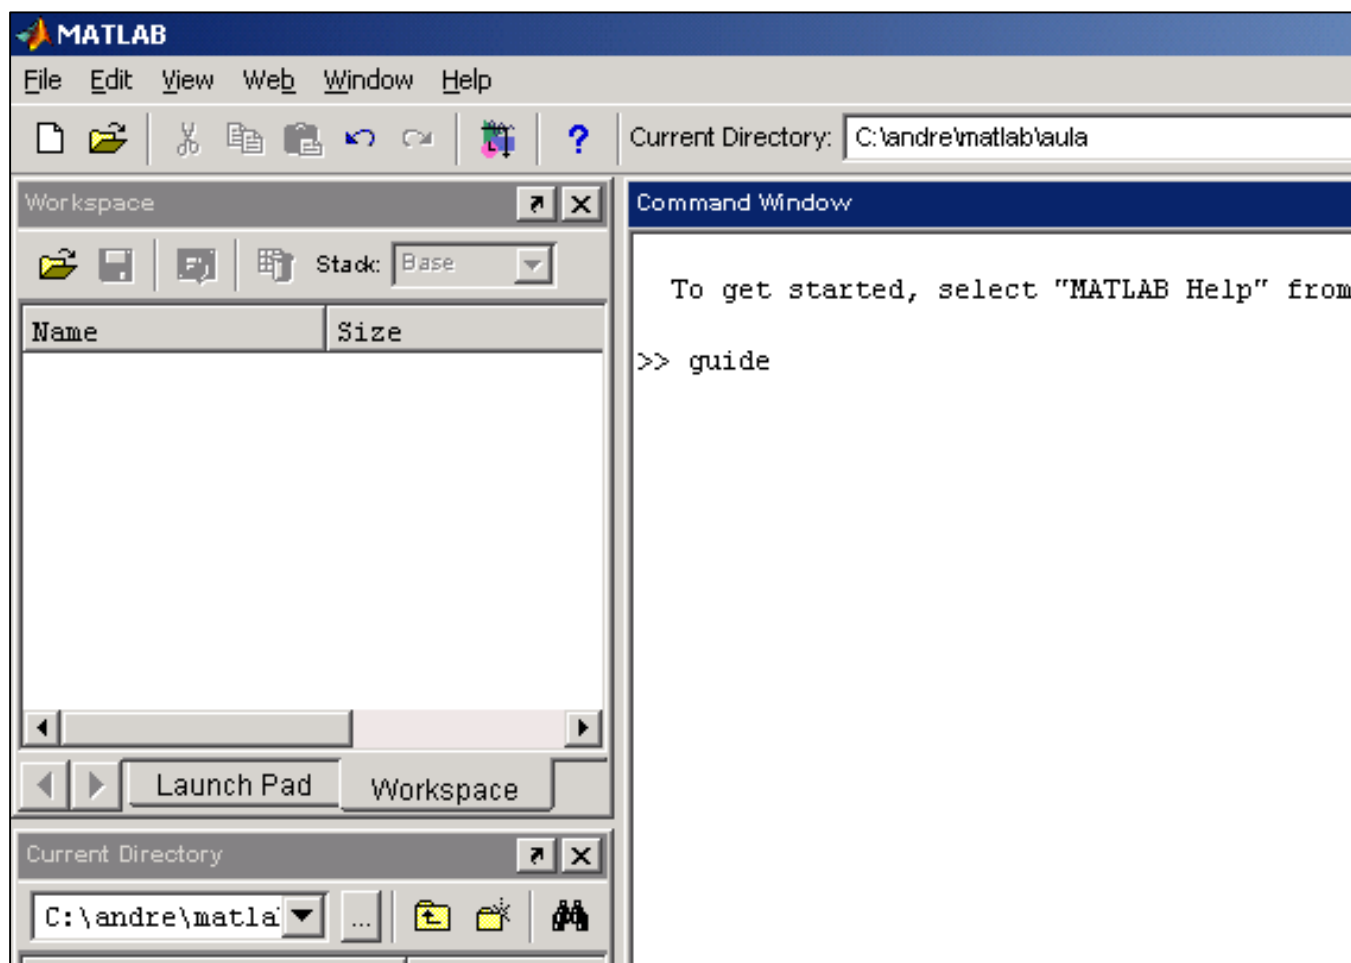 MATLAB
File Edit View Web Window Help
? Current Directory: C:\andre\matlab\aula
Workspace
Stack: Base
Name Size
Launch Pad Workspace
Current Directory
C:\andre\matla ...
Command Window
To get started, select "MATLAB Help" from
>> guide